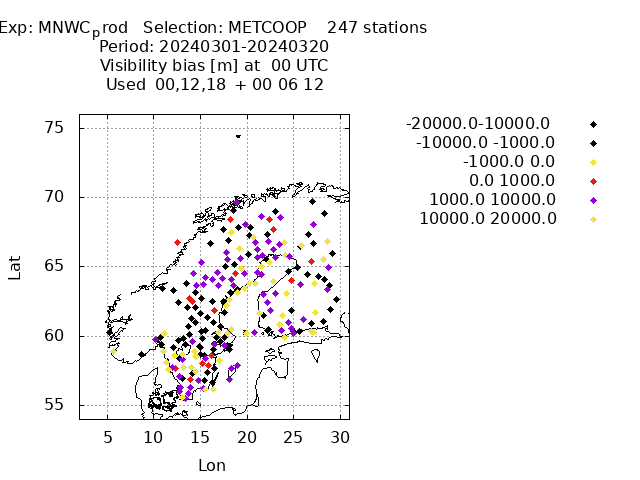 Exp: MNWCprod   Selection: METCOOP    247 stations
Period: 20240301-20240320
Visibility bias [m] at  00 UTC
Used  00,12,18  + 00 06 12
-20000.0-10000.0
-10000.0 -1000.0
-1000.0 0.0
0.0 1000.0
1000.0 10000.0
10000.0 20000.0
75
70
65
60
55
Lat
5 10 15 20 25 30
Lon